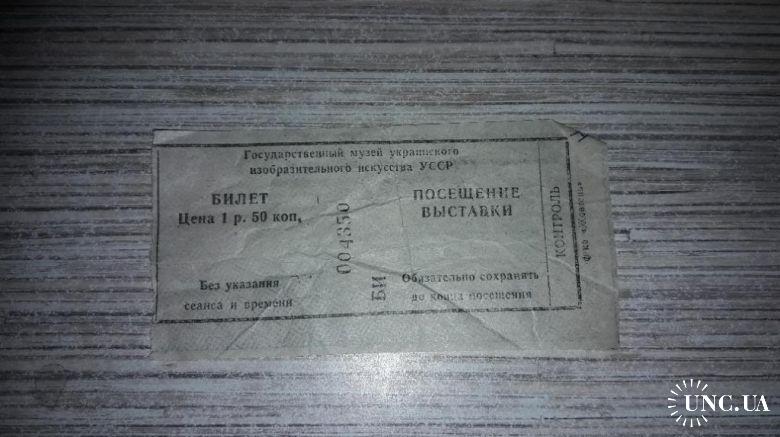 Государственный музей украинского
изобразительного искусства УССР
БИЛЕТ
Цена 1 р. 50 коп,
Без указания
сеанса и времени
004350
БИ
ПОСЕЩЕНИЕ
ВЫСТАВКИ
Обязательно сохранять
до конца посещения
КОНТРОЛЬ
UNC.UA